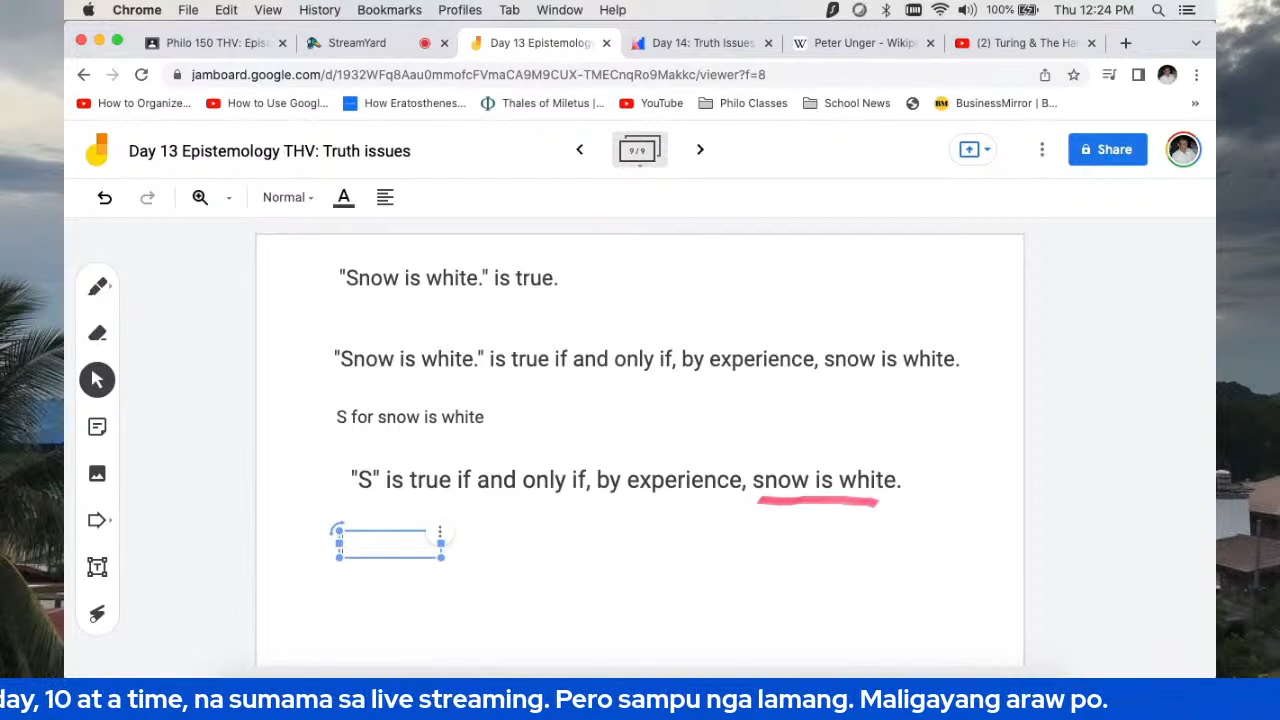 Chrome File Edit View History Bookmarks Profiles Tab Window Help 100% Thu 12:24 PM
Philo 150 THV: Epis StreamYard Day 13 Epistemology Day 14: Truth Issues Peter Unger - Wikip (2) Turing & The Ha
jamboard.google.com/d/1932WFq8Aau0mmofcFVmaCA9M9CUX-TMECnqRo9Makkc/viewer?f=8
How to Organize... How to Use Googl... How Eratosthenes... Thales of Miletus |... YouTube Philo Classes School News BM BusinessMirror | B... »
Day 13 Epistemology THV: Truth issues 9/9 Share
Normal A
"Snow is white." is true.
"Snow is white." is true if and only if, by experience, snow is white.
S for snow is white
"S" is true if and only if, by experience, snow is white.
day, 10 at a time, na sumama sa live streaming. Pero sampu nga lamang. Maligayang araw po.